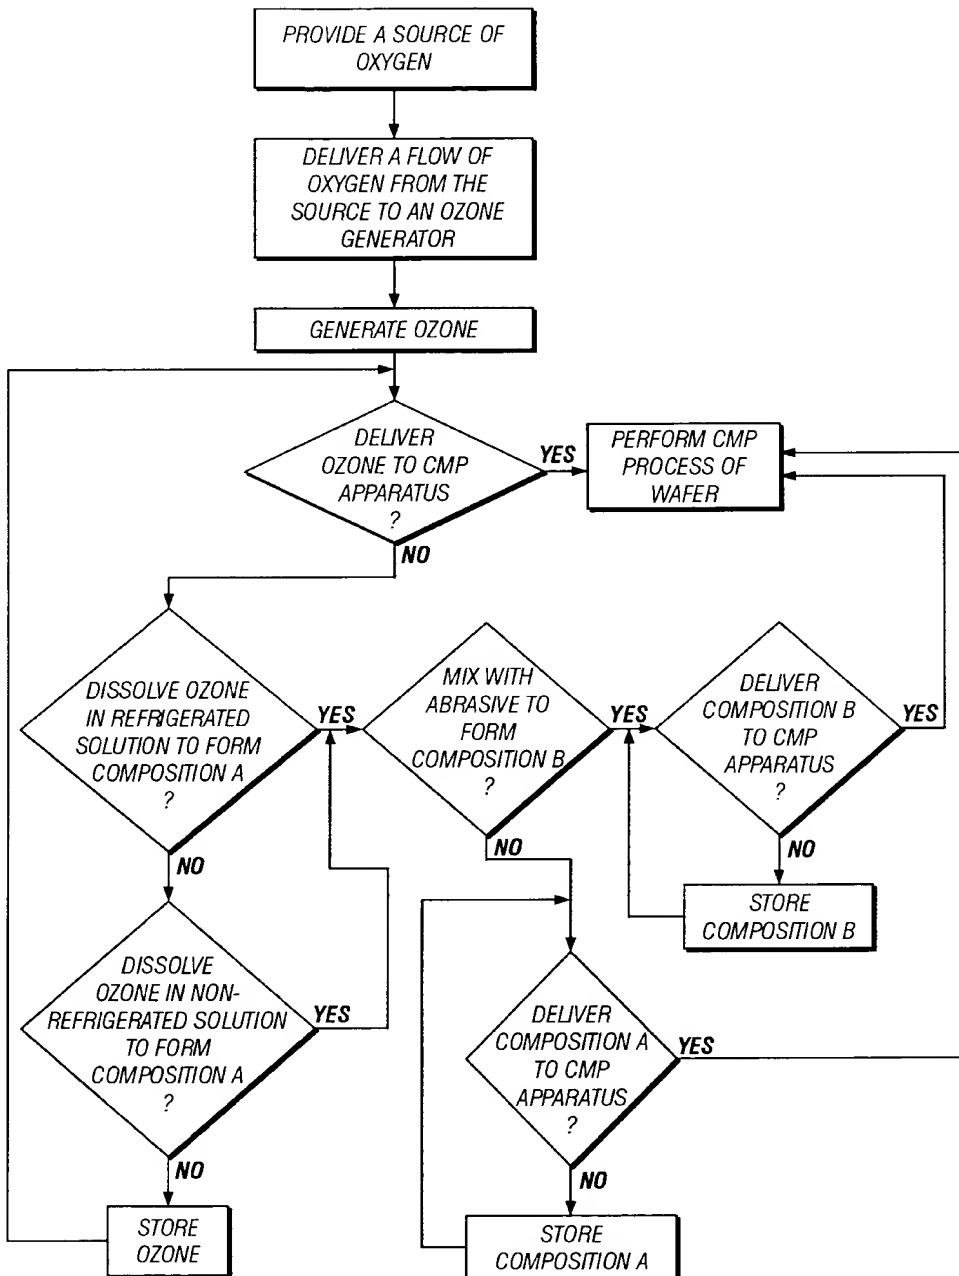 PROVIDE A SOURCE OF
OXYGEN
DELIVER A FLOW OF
OXYGEN FROM THE
SOURCE TO AN OZONE
GENERATOR
GENERATE OZONE
DELIVER
OZONE TO CMP
APPARATUS
?
YES
NO
PERFORM CMP
PROCESS OF
WAFER
DISSOLVE OZONE
IN REFRIGERATED
SOLUTION TO FORM
COMPOSITION A
?
YES
NO
MIX WITH
ABRASIVE TO
FORM
COMPOSITION B
?
YES
NO
DELIVER
COMPOSITION B
TO CMP
APPARATUS
?
YES
NO
STORE
COMPOSITION B
DISSOLVE
OZONE IN NON-
REFRIGERATED SOLUTION
TO FORM
COMPOSITION A
?
YES
NO
DELIVER
COMPOSITION A
TO CMP
APPARATUS
?
YES
NO
STORE
OZONE
STORE
COMPOSITION A